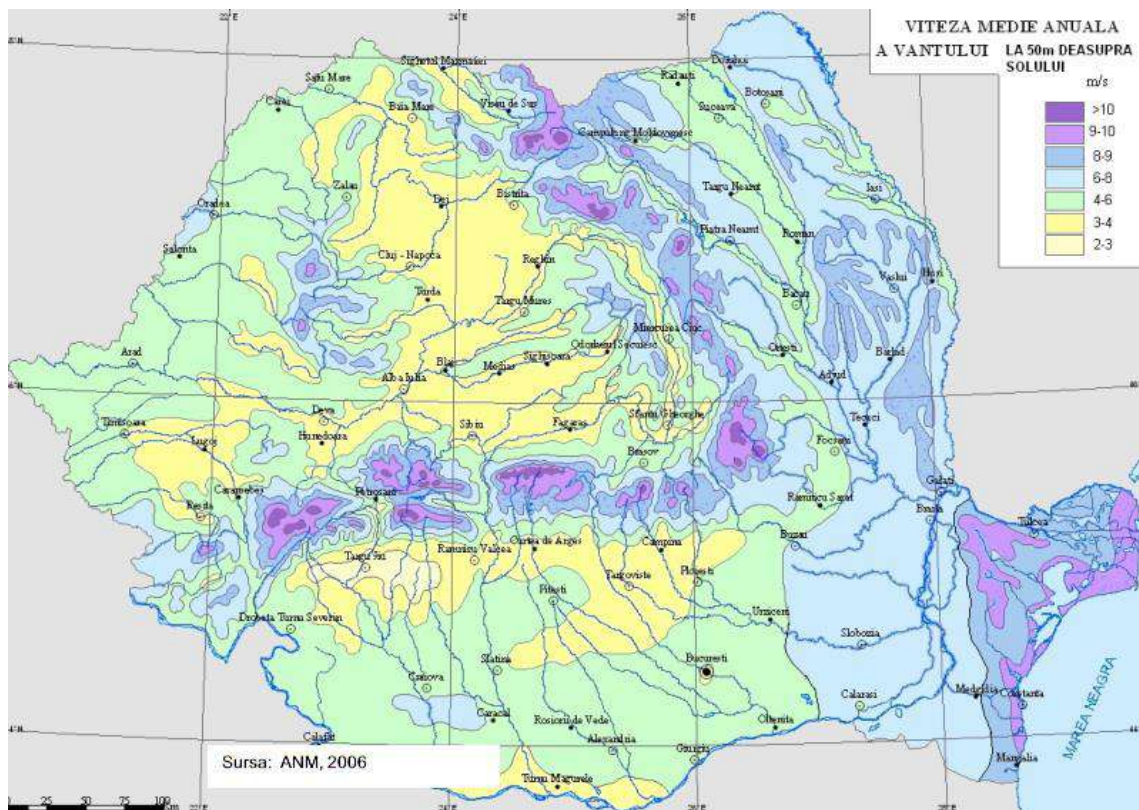 VITEZA MEDIE ANUALA
A VANTULUI LA 50m DEASUPRA
SOLULUI
m/s
>10
9-10
8-9
6-8
4-6
3-4
2-3
22°E
24°E
26°E
Sighetul Marmatiei
Satu Mare
Carei
Baia Mare
Viseu de Sus
Radauti
Dorohoi
Botosani
Suceava
Campulung Moldovenesc
Zalau
Oradea
Dej
Bistrita
Targu Neamt
Iasi
Salonta
Cluj - Napoca
Piatra Neamt
Roman
Reghin
Turda
Targu Mures
Vaslui
Husi
Bacau
Miercurea Ciuc
Odorheiu Secuiesc
Onesti
Arad
Blaj
Medias
Sighisoara
Barlad
Alba Iulia
Adjud
Timisoara
Deva
Hunedoara
Sibiu
Fagaras
Sfantu Gheorghe
Tecuci
Lugoj
Brasov
Focsani
Caransebes
Petrosani
Resita
Ramnicu Sarat
Galati
Braila
Tulcea
Targu Jiu
Ramnicu Valcea
Curtea de Arges
Campina
Buzau
Targoviste
Ploiesti
Pitesti
Drobeta Turnu Severin
Urziceni
Slobozia
Slatina
Bucuresti
Craiova
Calarasi
Medgidia
Constanta
Caracal
Rosiorii de Vede
Oltenita
Calafat
Alexandria
Giurgiu
Mangalia
MAREA NEAGRA
Turnu Magurele
Sursa: ANM, 2006
0 25 50 75 100